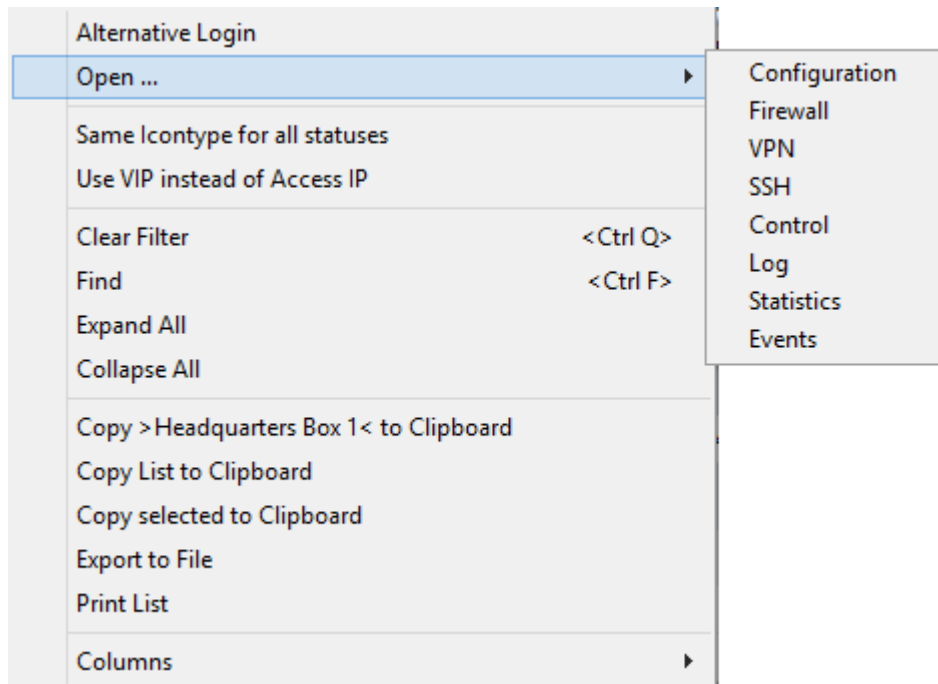 Alternative Login
Open ...
Same Icontype for all statuses
Use VIP instead of Access IP
Clear Filter <Ctrl Q>
Find <Ctrl F>
Expand All
Collapse All
Copy >Headquarters Box 1< to Clipboard
Copy List to Clipboard
Copy selected to Clipboard
Export to File
Print List
Columns
Configuration
Firewall
VPN
SSH
Control
Log
Statistics
Events